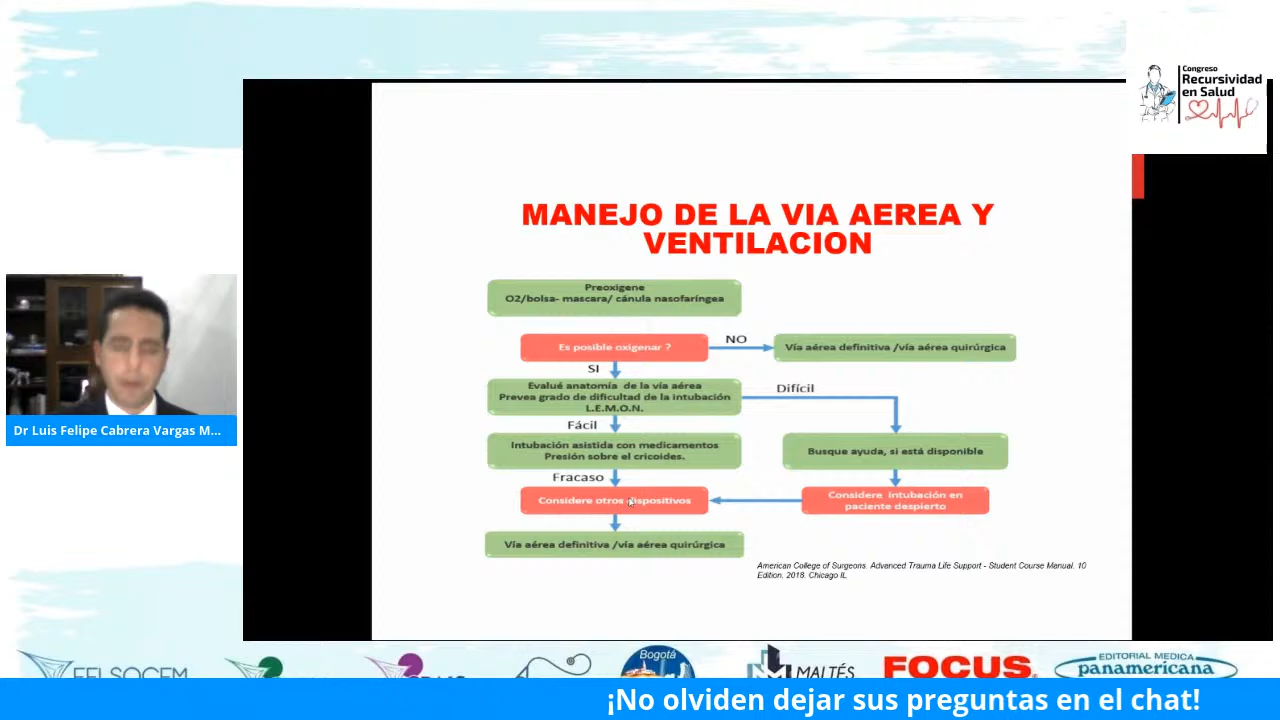 Congreso
Recursividad
en Salud
MANEJO DE LA VIA AEREA Y
VENTILACION
Preoxigene
O2/bolsa- mascara/ cánula nasofaríngea
Es posible oxigenar ?
NO
Vía aérea definitiva /vía aérea quirúrgica
SI
Evalué anatomía de la vía aérea
Prevea grado de dificultad de la intubación
L.E.M.O.N.
Difícil
Fácil
Intubación asistida con medicamentos
Presión sobre el cricoides.
Busque ayuda, si está disponible
Fracaso
Considere otros dispositivos
Considere intubación en
paciente despierto
Vía aérea definitiva /vía aérea quirúrgica
American College of Surgeons. Advanced Trauma Life Support - Student Course Manual. 10
Edition. 2018. Chicago IL
Dr Luis Felipe Cabrera Vargas M...
Bogotá
MALTÉS
FOCUS
EDITORIAL MEDICA
panamericana
¡No olviden dejar sus preguntas en el chat!